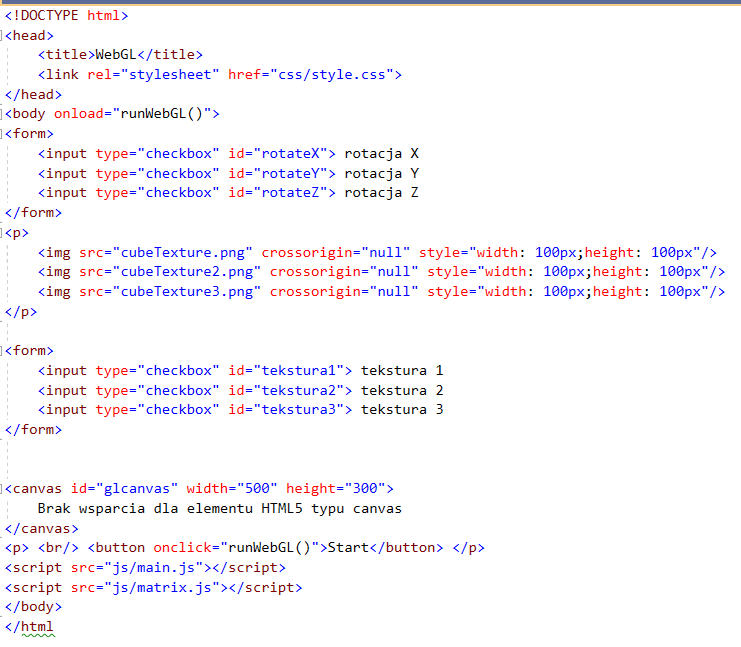 <!DOCTYPE html>
<head>
    <title>WebGL</title>
    <link rel="stylesheet" href="css/style.css">
</head>
<body onload="runWebGL()">
<form>
    <input type="checkbox" id="rotateX"> rotacja X
    <input type="checkbox" id="rotateY"> rotacja Y
    <input type="checkbox" id="rotateZ"> rotacja Z
</form>
<p>
    <img src="cubeTexture.png" crossorigin="null" style="width: 100px;height: 100px"/>
    <img src="cubeTexture2.png" crossorigin="null" style="width: 100px;height: 100px"/>
    <img src="cubeTexture3.png" crossorigin="null" style="width: 100px;height: 100px"/>
</p>
<form>
    <input type="checkbox" id="tekstura1"> tekstura 1
    <input type="checkbox" id="tekstura2"> tekstura 2
    <input type="checkbox" id="tekstura3"> tekstura 3
</form>
<canvas id="glcanvas" width="500" height="300">
    Brak wsparcia dla elementu HTML5 typu canvas
</canvas>
<p> <br/> <button onclick="runWebGL()">Start</button> </p>
<script src="js/main.js"></script>
<script src="js/matrix.js"></script>
</body>
</html